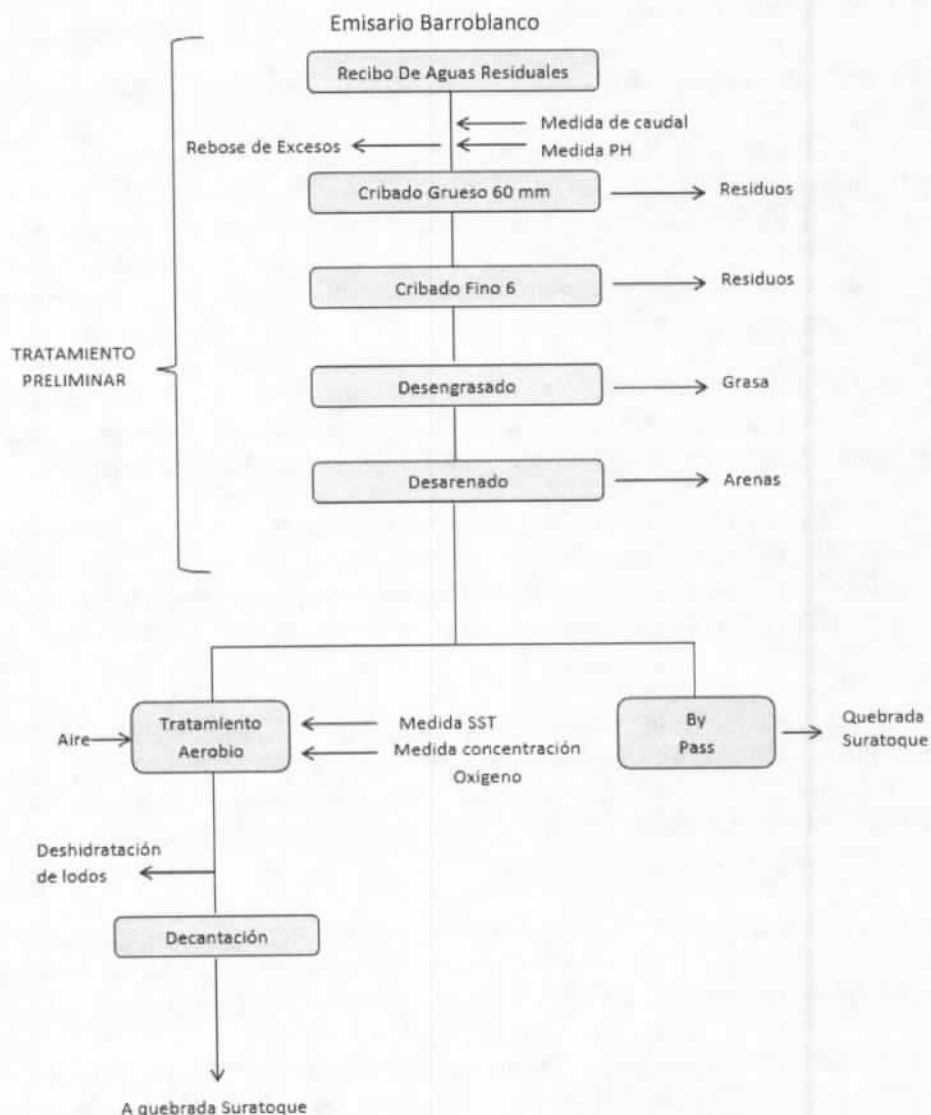 Emisario Barroblanco
Recibo De Aguas Residuales
Medida de caudal
Rebose de Excesos
Medida PH
Cribado Grueso 60 mm
Residuos
Cribado Fino 6
Residuos
TRATAMIENTO
PRELIMINAR
Desengrasado
Grasa
Desarenado
Arenas
Aire
Tratamiento
Aerobio
Medida SST
Medida concentración
Oxigeno
By
Pass
Quebrada
Suratoque
Deshidratación
de lodos
Decantación
A quebrada Suratoque